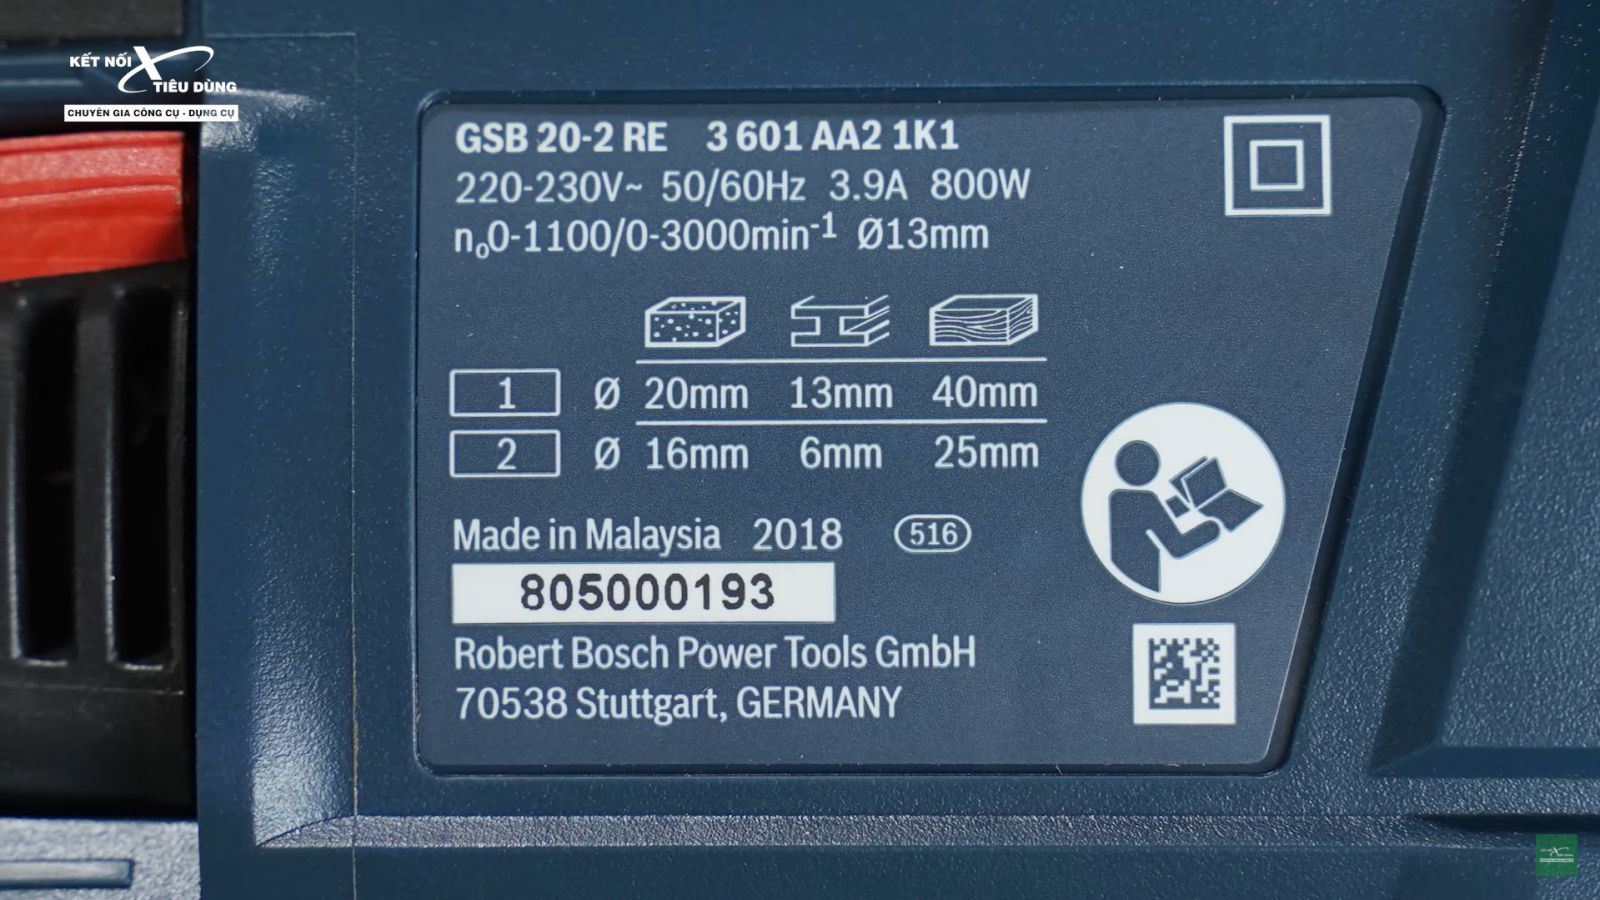 KẾT NỐI
TIÊU DÙNG
CHUYÊN GIA CÔNG CỤ - DỤNG CỤ
GSB 20-2 RE 3 601 AA2 1K1
220-230V~ 50/60Hz 3.9A 800W
n₀0-1100/0-3000min⁻¹ Ø13mm
1 Ø 20mm 13mm 40mm
2 Ø 16mm 6mm 25mm
Made in Malaysia 2018 516
805000193
Robert Bosch Power Tools GmbH
70538 Stuttgart, GERMANY